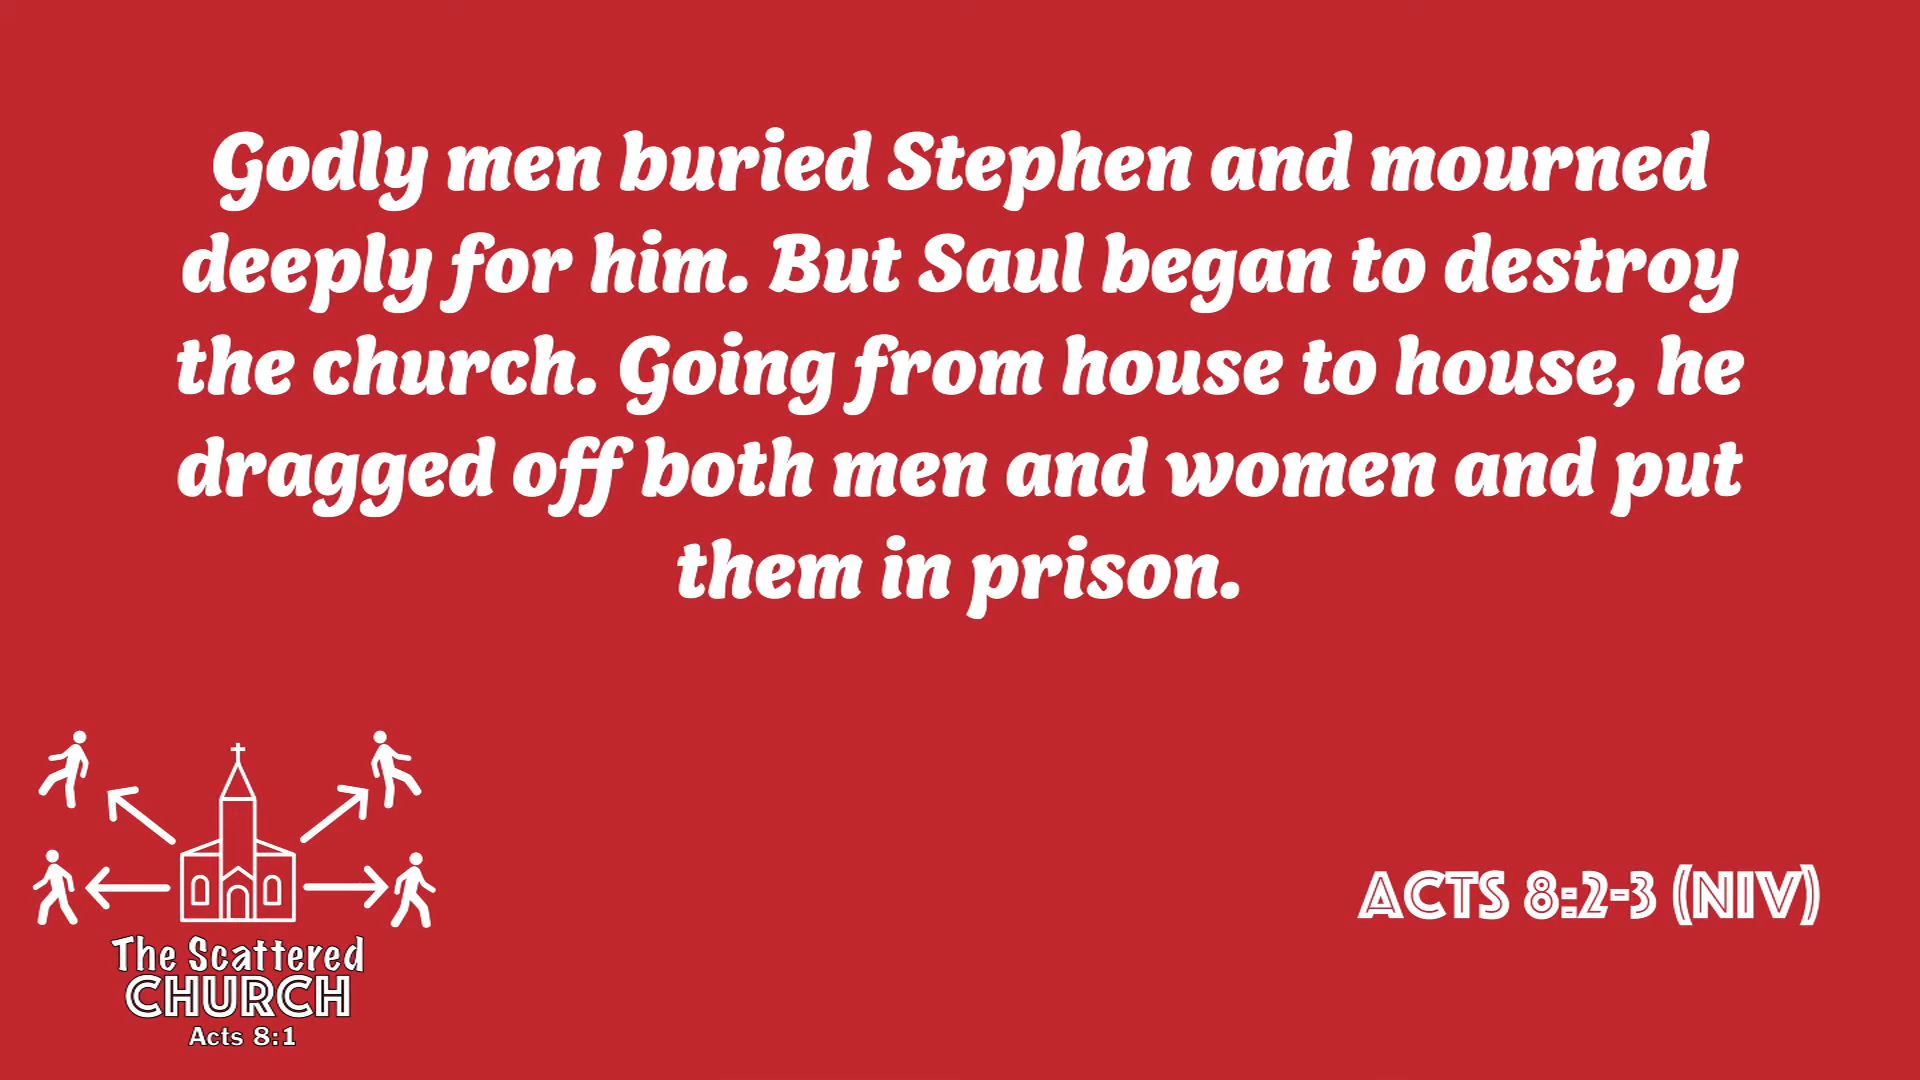 Godly men buried Stephen and mourned
deeply for him. But Saul began to destroy
the church. Going from house to house, he
dragged off both men and women and put
them in prison.
ACTS 8:2-3 (NIV)
The Scattered
CHURCH
Acts 8:1